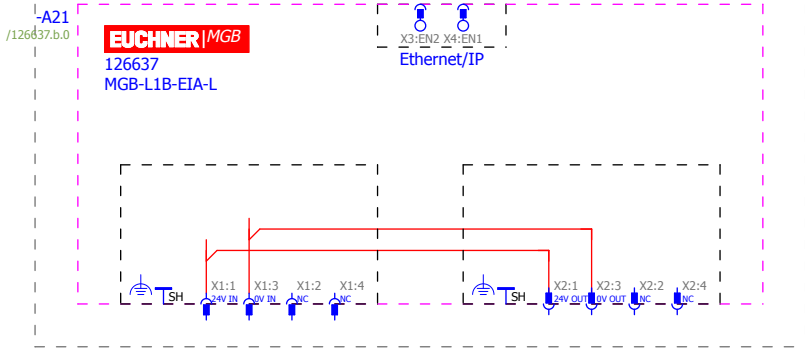 -A21
/126637.b.0
EUCHNER|MGB
126637
MGB-L1B-EIA-L
X3:EN2 X4:EN1
Ethernet/IP
X1:1 X1:3 X1:2 X1:4
SH 24V IN 0V IN NC NC
X2:1 X2:3 X2:2 X2:4
SH 24V OUT 0V OUT NC NC